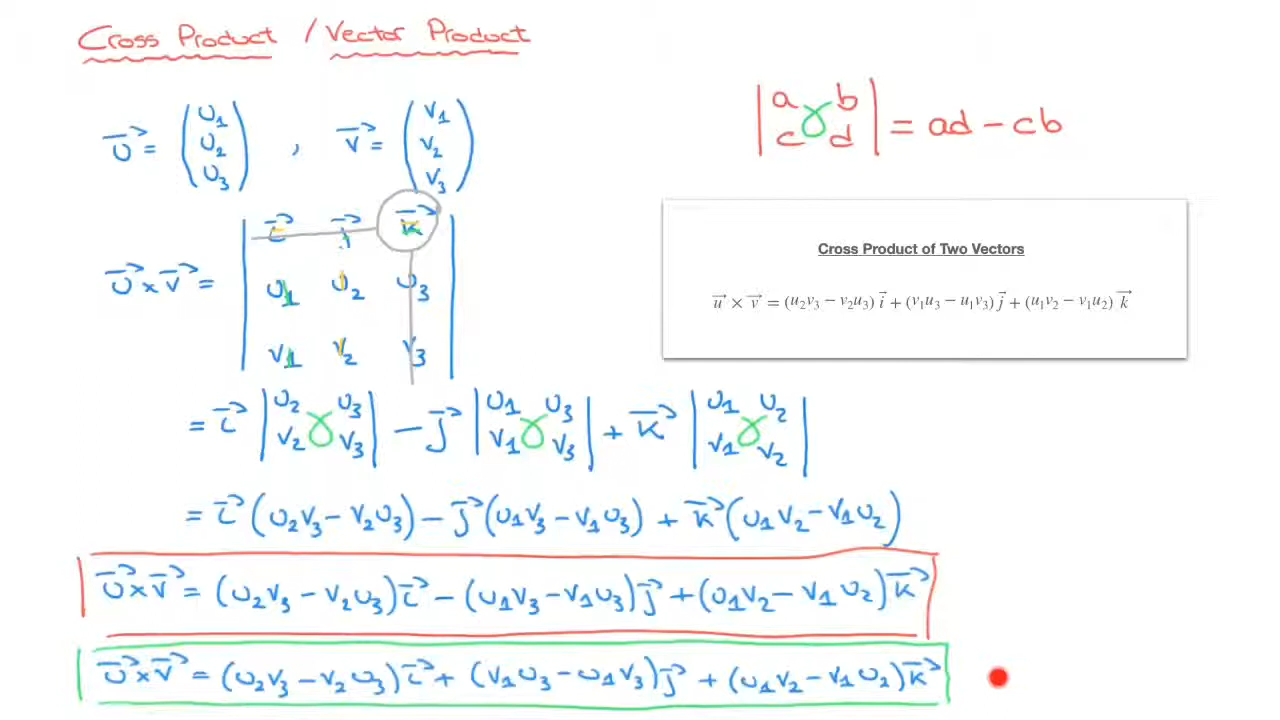 Cross Product / Vector Product
u⃗ = (u₁ u₂ u₃) , v⃗ = (v₁ v₂ v₃)
|a b; c d| = ad − cb
u⃗ × v⃗ = |i⃗ j⃗ k⃗; u₁ u₂ u₃; v₁ v₂ v₃|
Cross Product of Two Vectors
u⃗ × v⃗ = (u₂v₃ − v₂u₃) i⃗ + (v₁u₃ − u₁v₃) j⃗ + (u₁v₂ − v₁u₂) k⃗
= i⃗ |u₂ u₃; v₂ v₃| − j⃗ |u₁ u₃; v₁ v₃| + k⃗ |u₁ u₂; v₁ v₂|
= i⃗ (u₂v₃ − v₂u₃) − j⃗ (u₁v₃ − v₁u₃) + k⃗ (u₁v₂ − v₁u₂)
u⃗ × v⃗ = (u₂v₃ − v₂u₃) i⃗ − (u₁v₃ − v₁u₃) j⃗ + (u₁v₂ − v₁u₂) k⃗
u⃗ × v⃗ = (u₂v₃ − v₂u₃) i⃗ + (v₁u₃ − u₁v₃) j⃗ + (u₁v₂ − v₁u₂) k⃗